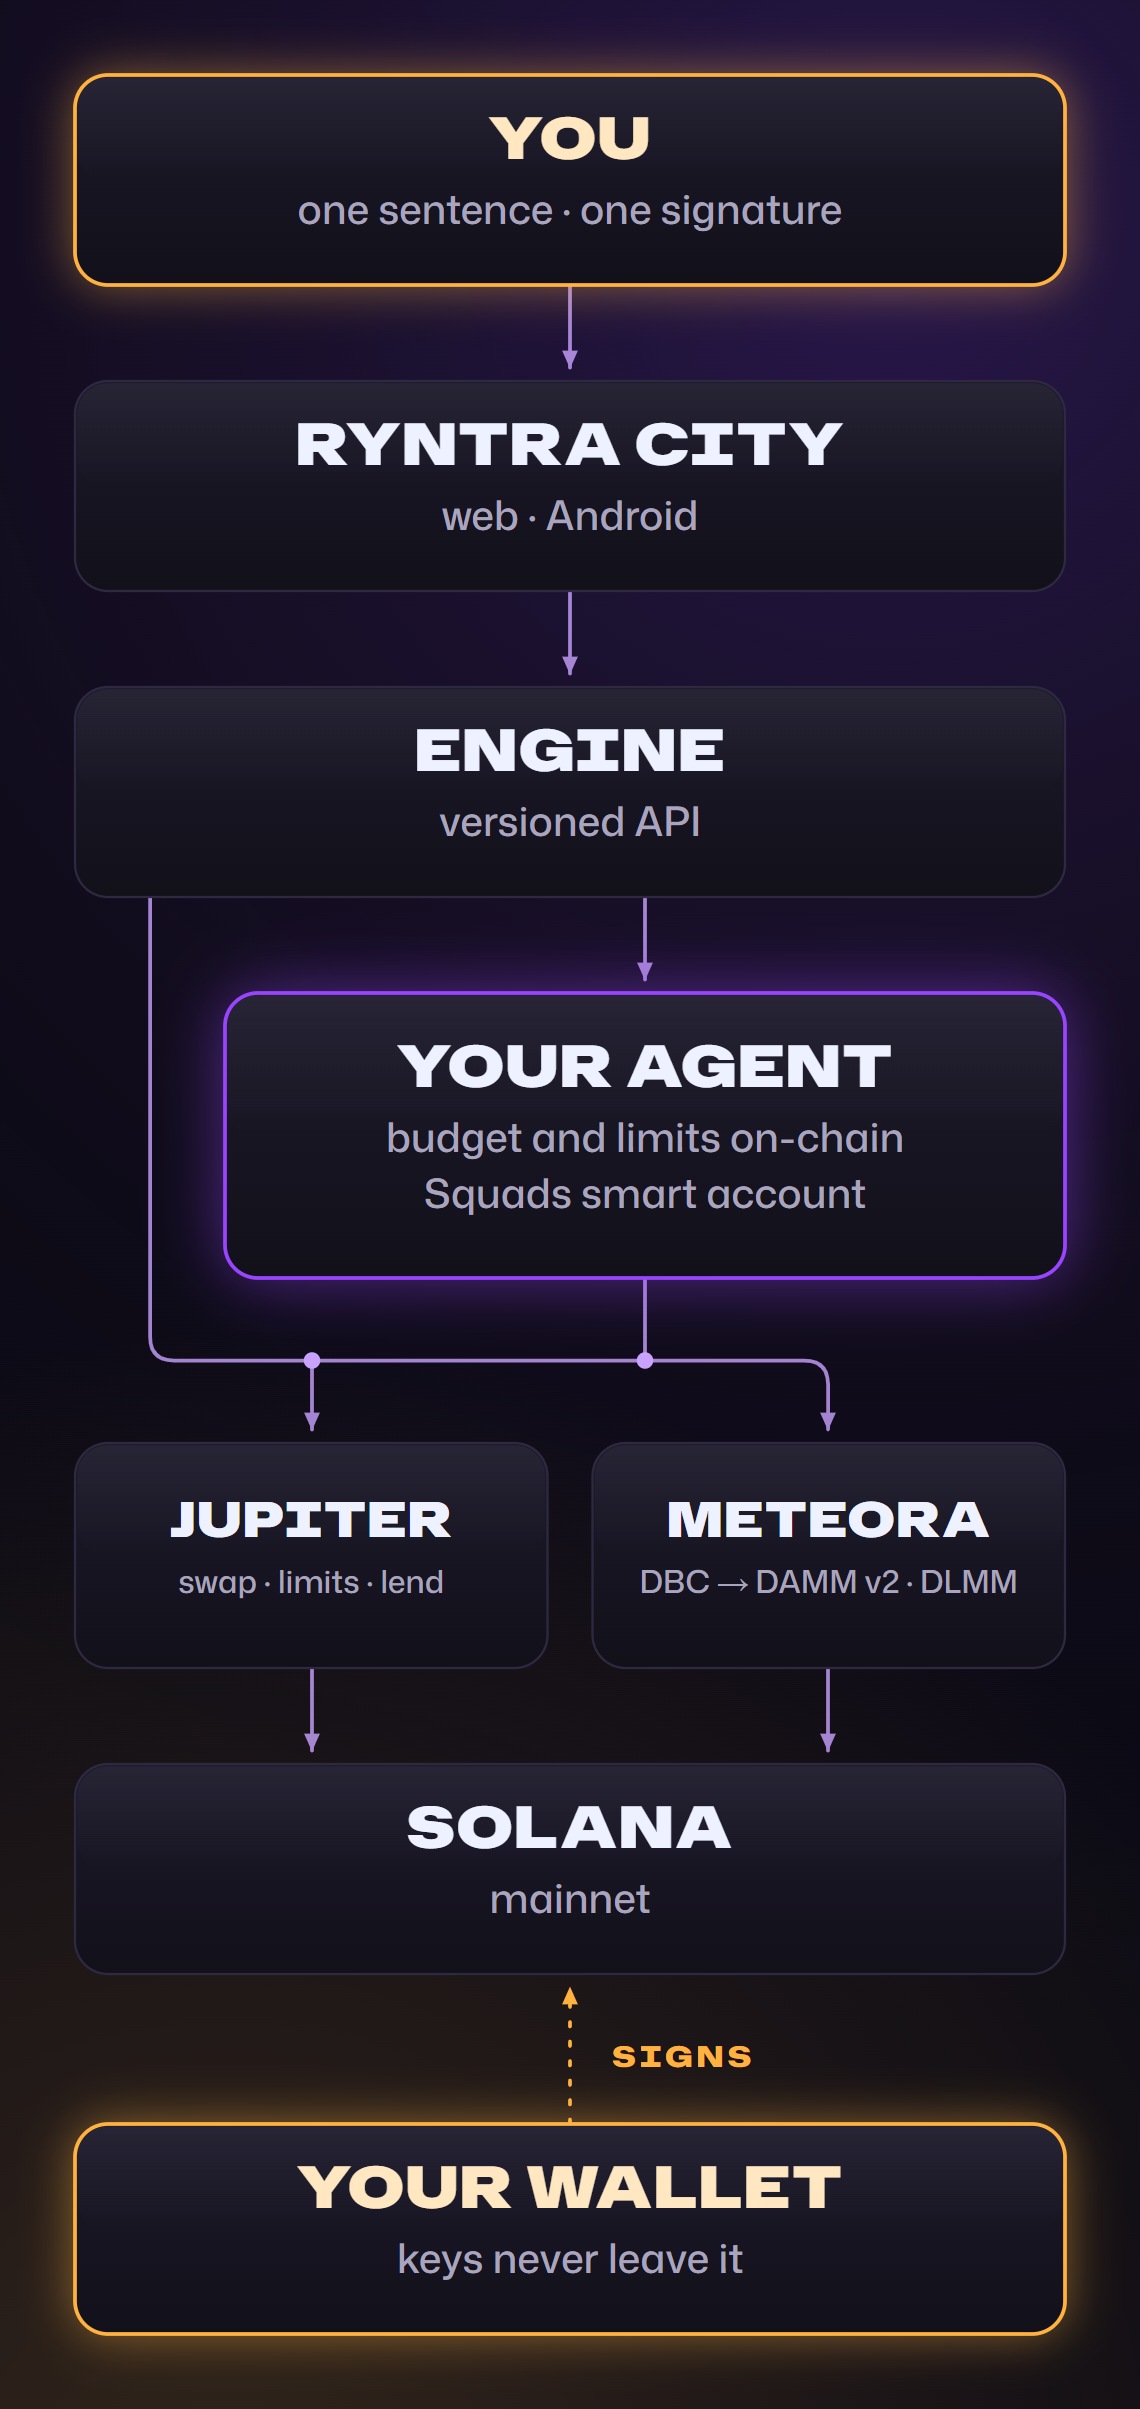 YOU
one sentence · one signature
RYNTRA CITY
web · Android
ENGINE
versioned API
YOUR AGENT
budget and limits on-chain
Squads smart account
JUPITER
swap · limits · lend
METEORA
DBC → DAMM v2 · DLMM
SOLANA
mainnet
SIGNS
YOUR WALLET
keys never leave it